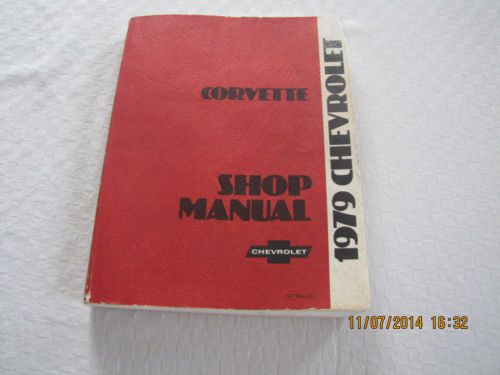 CORVETTE
SHOP
MANUAL
CHEVROLET
1979 CHEVROLET
11/07/2014 16:32